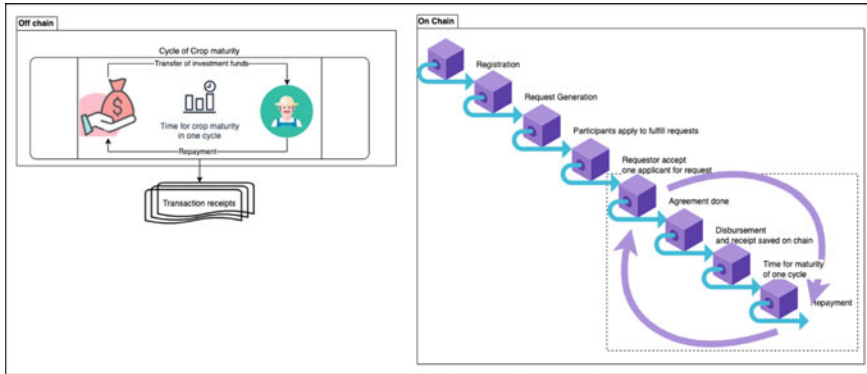 Off chain
Cycle of Crop maturity
Transfer of investment funds
$
Time for crop maturity
in one cycle
Repayment
Transaction receipts
On Chain
Registration
Request Generation
Participants apply to fulfill requests
Requestor accept
one applicant for request
Agreement done
Disbursement
and receipt saved on chain
Time for maturity
of one cycle
Repayment